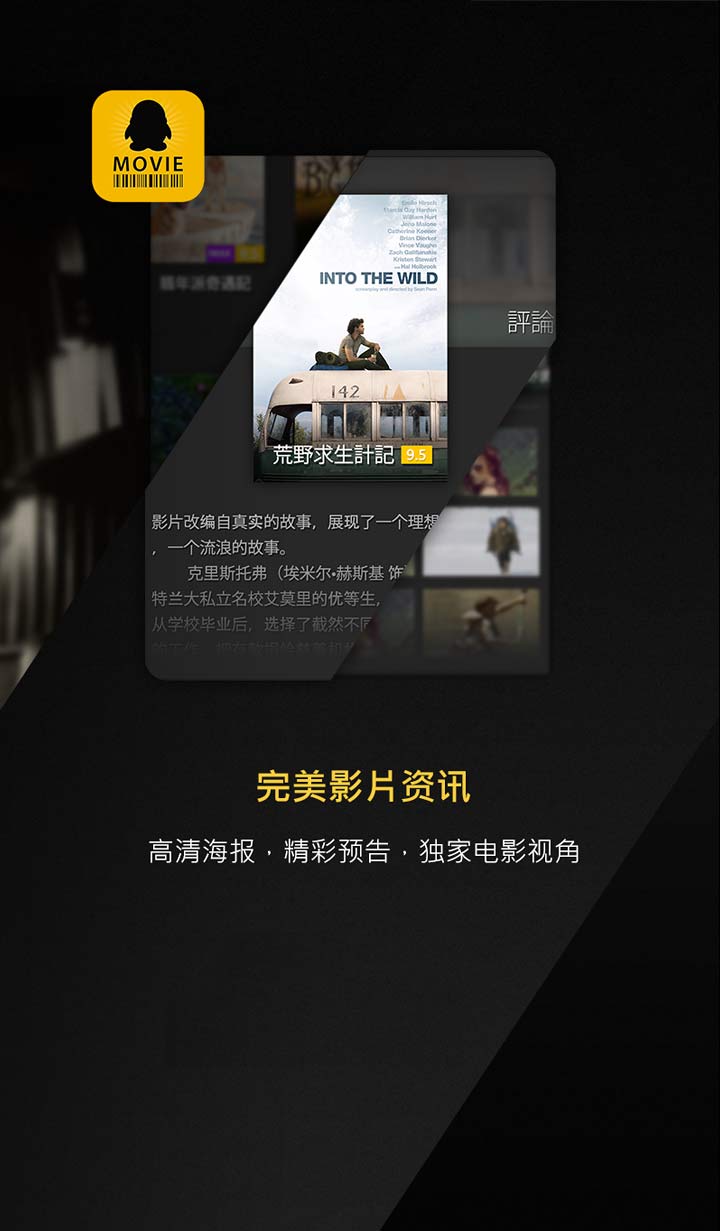 MOVIE
Emile Hirsch
Marcia Gay Harden
William Hurt
Jena Malone
Catherine Keener
Brian Dierker
Vince Vaughn
Zach Galifianakis
Kristen Stewart
and Hal Holbrook
INTO THE WILD
screenplay and directed by Sean Penn
評論
142
荒野求生計記 9.5
影片改编自真实的故事，展现了一个理想
，一个流浪的故事。
克里斯托弗（埃米尔·赫斯基 饰
特兰大私立名校艾莫里的优等生，
从学校毕业后，选择了截然不同
完美影片资讯
高清海报，精彩预告，独家电影视角